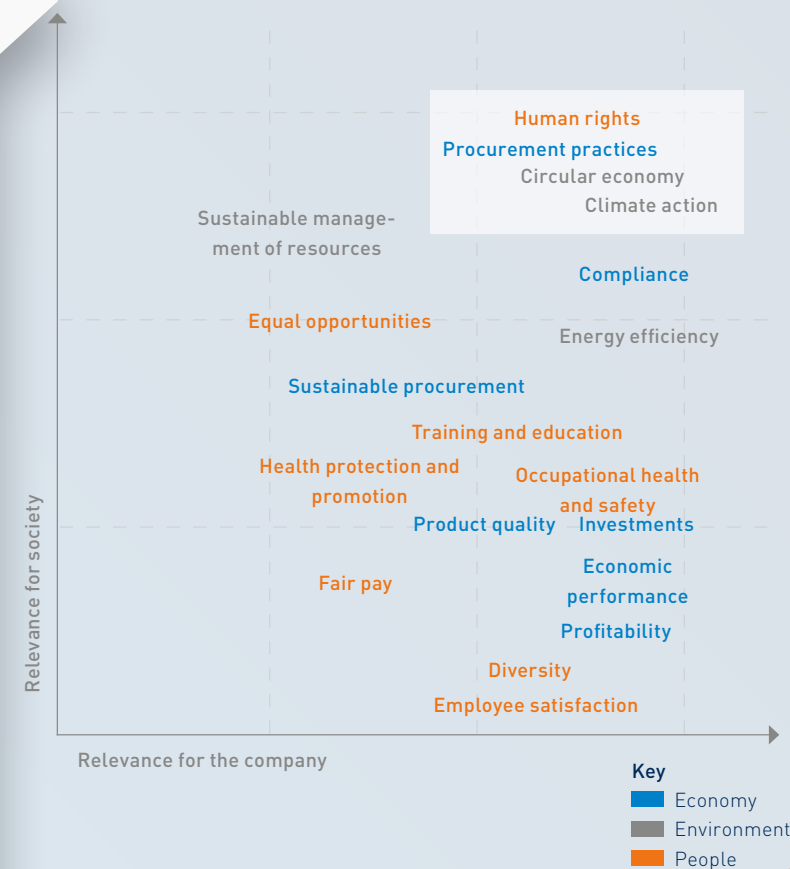 Human rights
Procurement practices
Circular economy
Climate action
Sustainable manage-
ment of resources
Compliance
Equal opportunities
Energy efficiency
Sustainable procurement
Training and education
Health protection and
promotion
Occupational health
and safety
Product quality
Investments
Economic
performance
Fair pay
Profitability
Diversity
Employee satisfaction
Relevance for society
Relevance for the company
Key
Economy
Environment
People